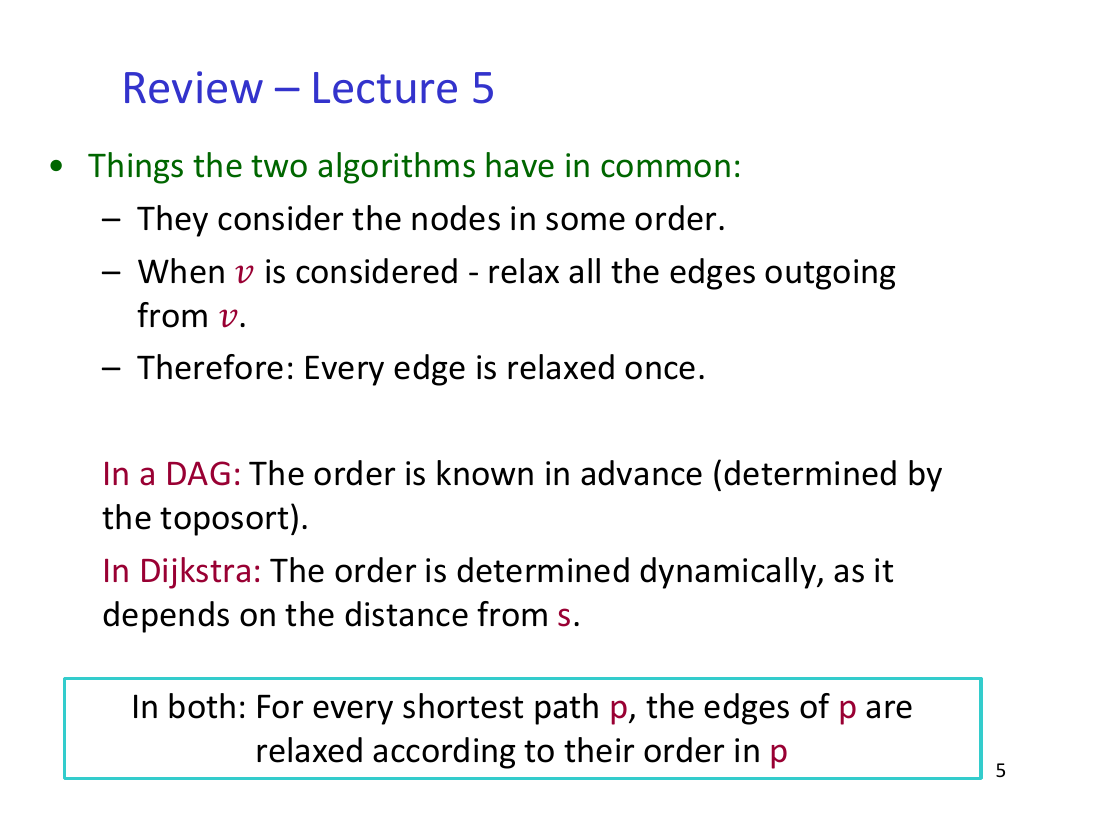 Review – Lecture 5
• Things the two algorithms have in common:
– They consider the nodes in some order.
– When 𝑣 is considered - relax all the edges outgoing
from 𝑣.
– Therefore: Every edge is relaxed once.
In a DAG: The order is known in advance (determined by
the toposort).
In Dijkstra: The order is determined dynamically, as it
depends on the distance from s.
In both: For every shortest path p, the edges of p are
relaxed according to their order in p
5